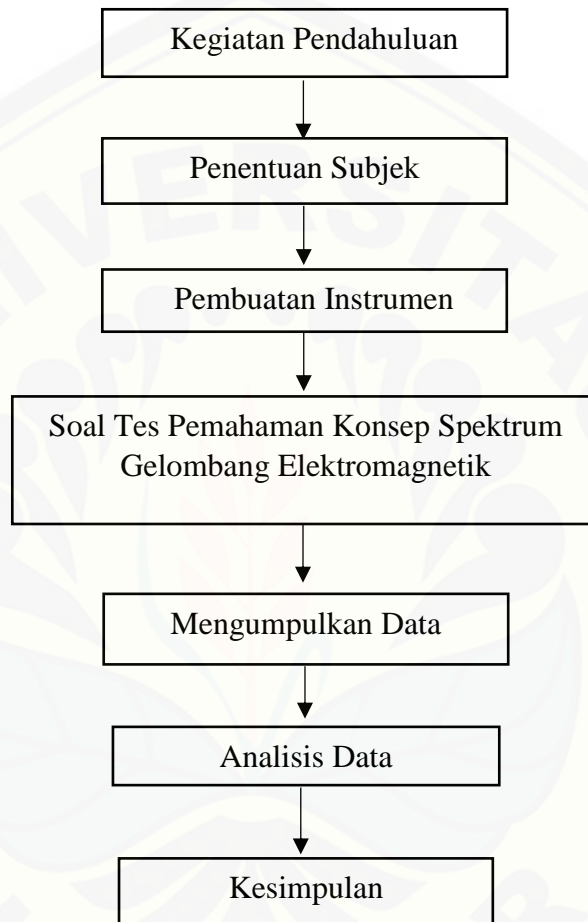 Kegiatan Pendahuluan
Penentuan Subjek
Pembuatan Instrumen
Soal Tes Pemahaman Konsep Spektrum
Gelombang Elektromagnetik
Mengumpulkan Data
Analisis Data
Kesimpulan